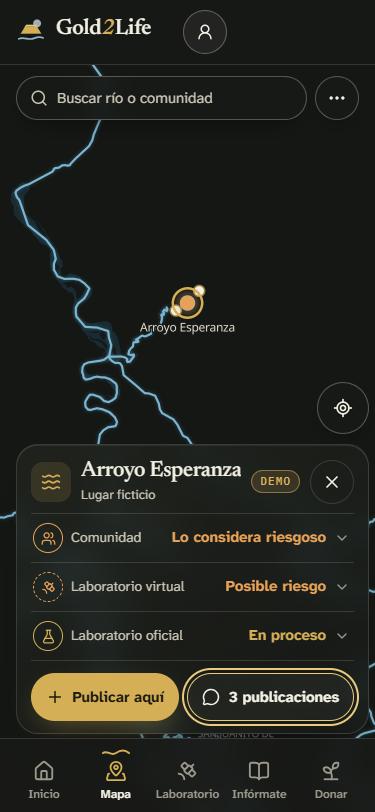 Gold2Life
Buscar río o comunidad
Arroyo Esperanza
Arroyo Esperanza
DEMO
Lugar ficticio
Comunidad Lo considera riesgoso
Laboratorio virtual Posible riesgo
Laboratorio oficial En proceso
Publicar aquí
3 publicaciones
Inicio Mapa Laboratorio Infórmate Donar